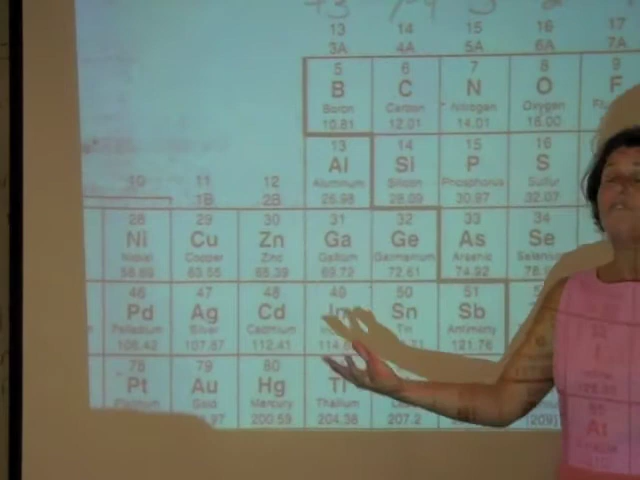 +3
13 14 15 16 17
3A 4A 5A 6A 7A
5 6 7 8
B C N O F
Boron Carbon Nitrogen Oxygen
10.81 12.01 14.01 16.00
13 14 15 16
Al Si P S
Aluminum Silicon Phosphorus Sulfur
10 11 12 26.98 28.09 30.97 32.07
1B 2B
28 29 30 31 32 33 34
Ni Cu Zn Ga Ge As Se
Nickel Copper Zinc Gallium Germanium Arsenic
58.69 63.55 65.39 69.72 72.61 74.92
46 47 48 49 50 51
Pd Ag Cd In Sn Sb
Palladium Silver Cadmium Tin Antimony
106.42 107.87 112.41 121.76
78 79 80
Pt Au Hg Tl
Platinum Gold Mercury Thallium
200.59 204.38 207.2 (209)
At